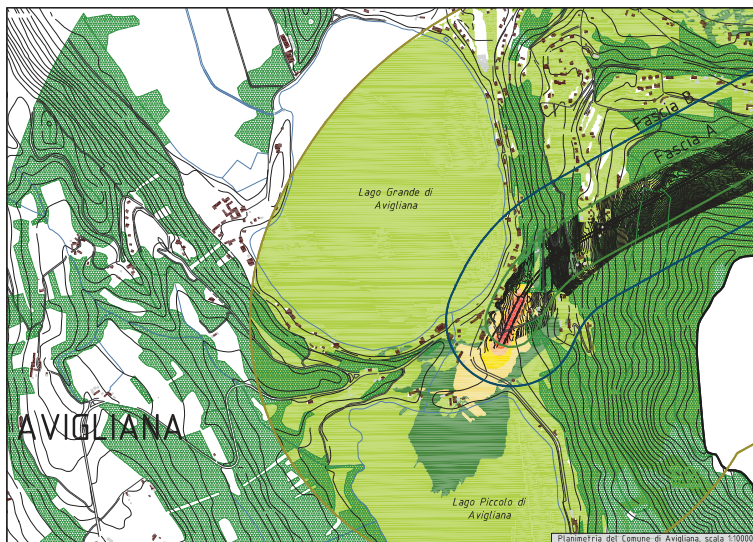 Fascia B
Fascia A
Lago Grande di
Avigliana
AVIGLIANA
Lago Piccolo di
Avigliana
Planimetria del Comune di Avigliana, scala 1:10000